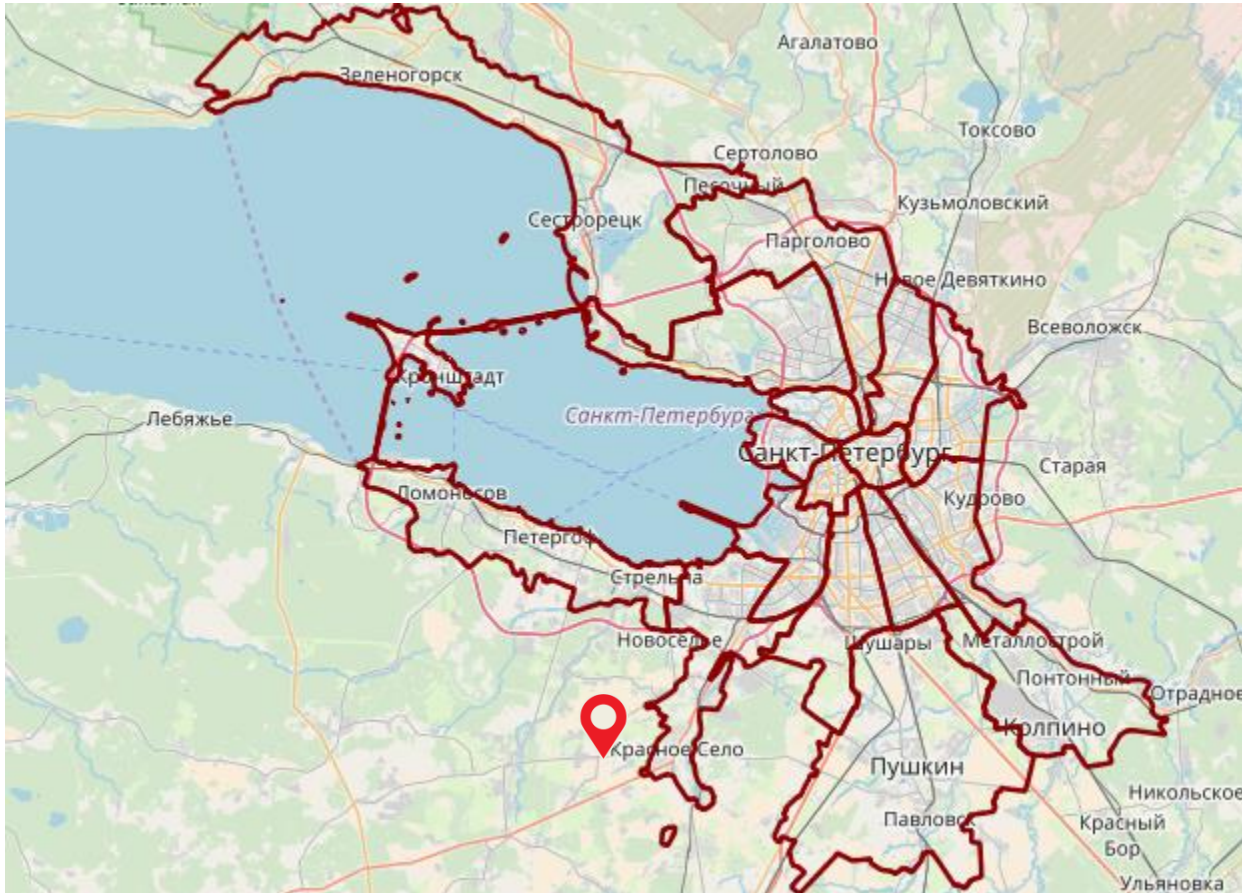 Агалатово
Зеленогорск
Токсово
Сертолово
Песочный
Кузьмоловский
Сестрорецк
Парголово
Новое Девяткино
Всеволожск
Кронштадт
Лебяжье
Санкт-Петербург
Санкт-Петербург
Старая
Ломоносов
Кудрово
Петергоф
Стрельна
Новоселье
Шушары
Металлострой
Понтонный
Отрадное
Колпино
Красное Село
Пушкин
Никольское
Павловск
Красный
Бор
Ульяновка